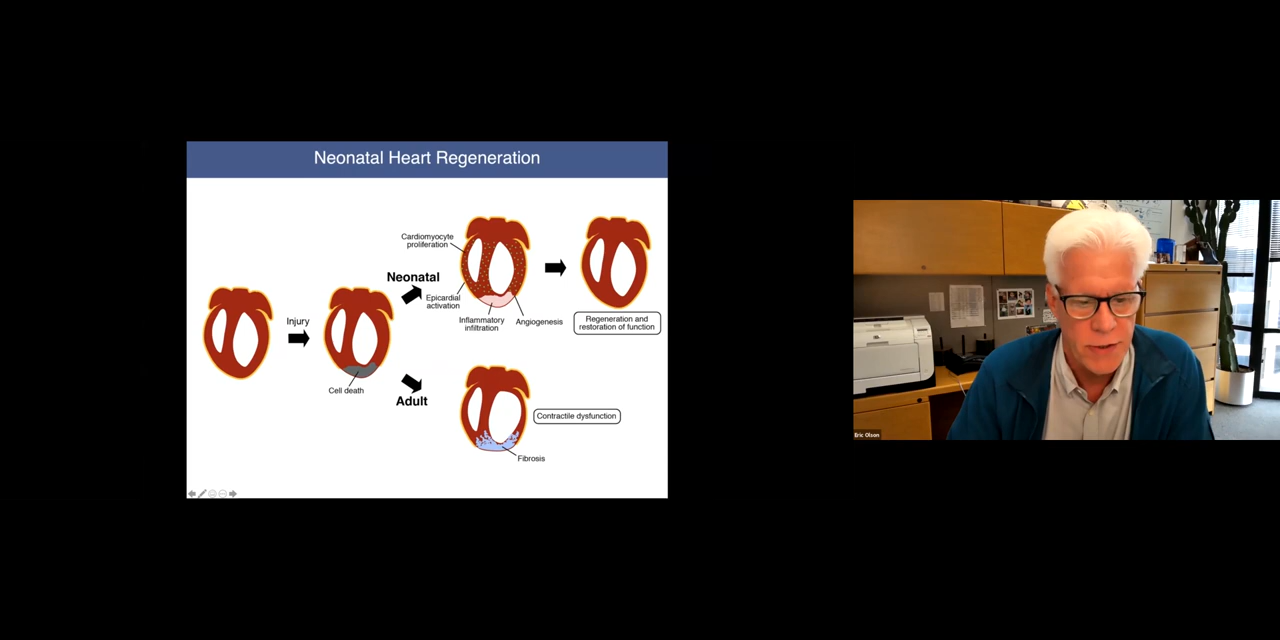 Neonatal Heart Regeneration
Cardiomyocyte
proliferation
Neonatal
Epicardial
activation
Inflammatory
infiltration
Angiogenesis
Regeneration and
restoration of function
Injury
Cell death
Adult
Contractile dysfunction
Fibrosis
Eric Olson